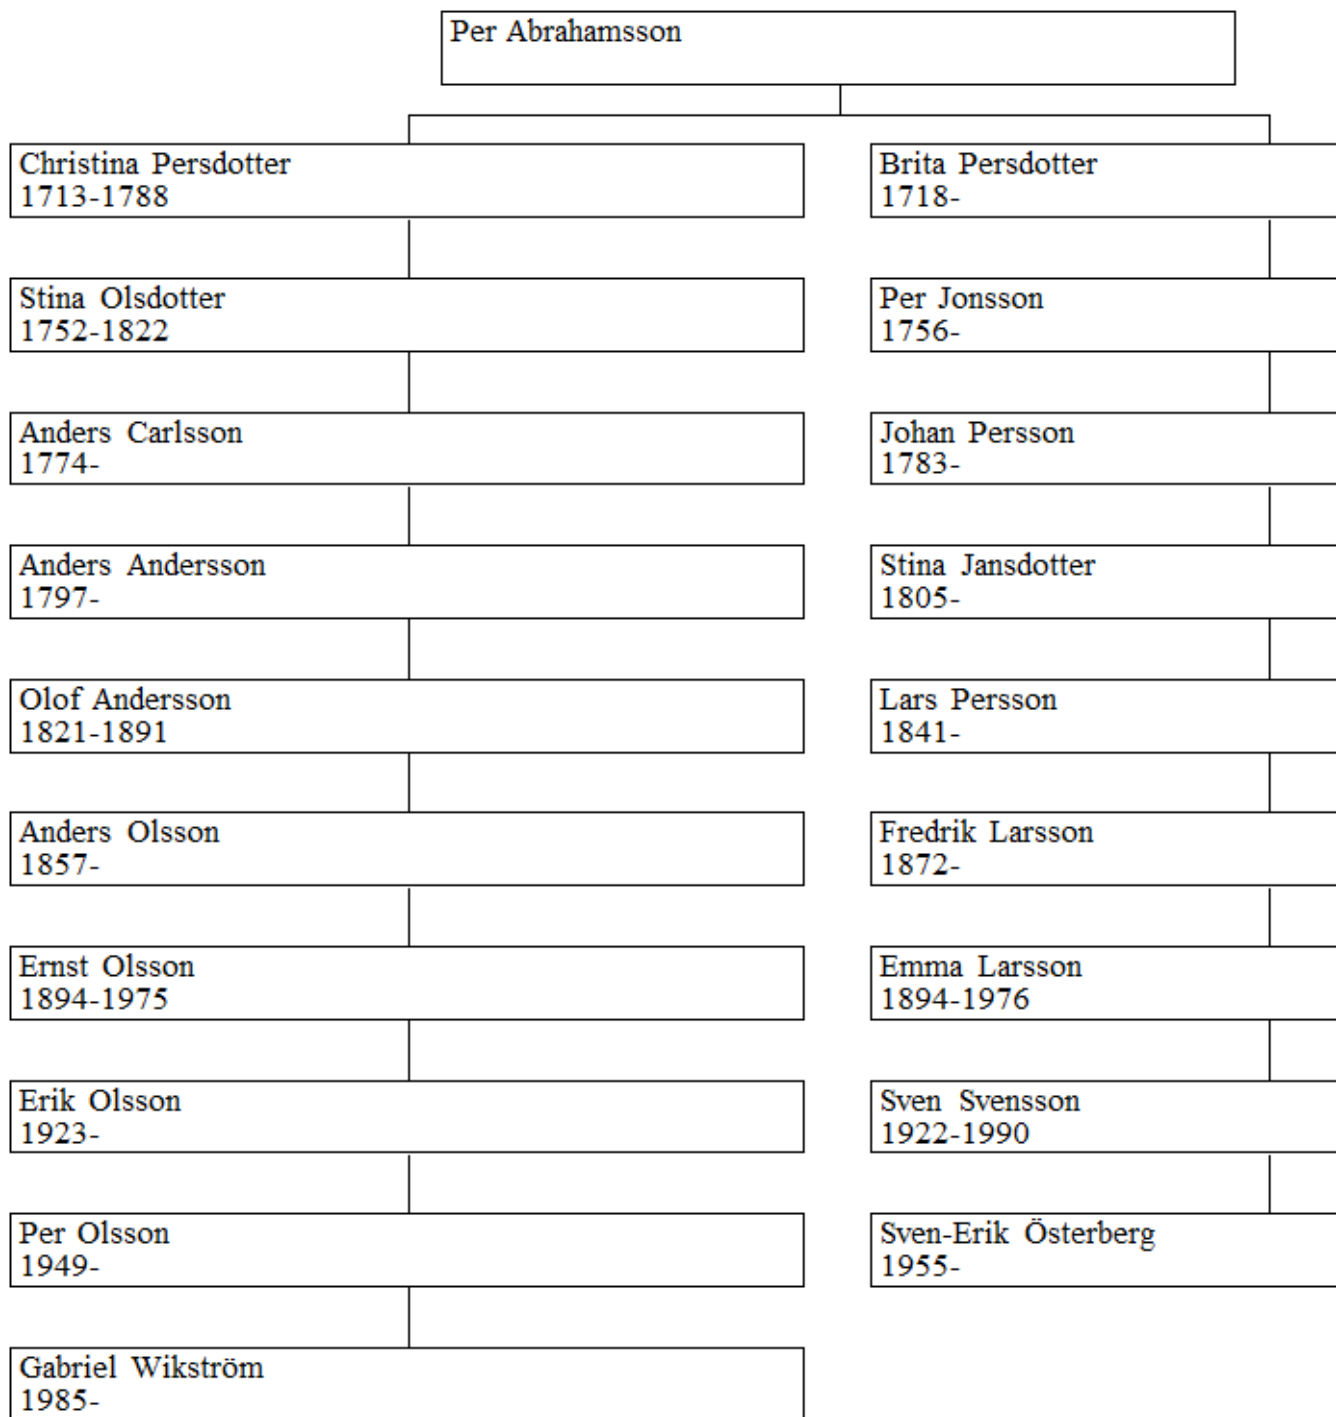 Per Abrahamsson
Christina Persdotter
1713-1788
Brita Persdotter
1718-
Stina Olsdotter
1752-1822
Per Jonsson
1756-
Anders Carlsson
1774-
Johan Persson
1783-
Anders Andersson
1797-
Stina Jansdotter
1805-
Olof Andersson
1821-1891
Lars Persson
1841-
Anders Olsson
1857-
Fredrik Larsson
1872-
Ernst Olsson
1894-1975
Emma Larsson
1894-1976
Erik Olsson
1923-
Sven Svensson
1922-1990
Per Olsson
1949-
Sven-Erik Österberg
1955-
Gabriel Wikström
1985-